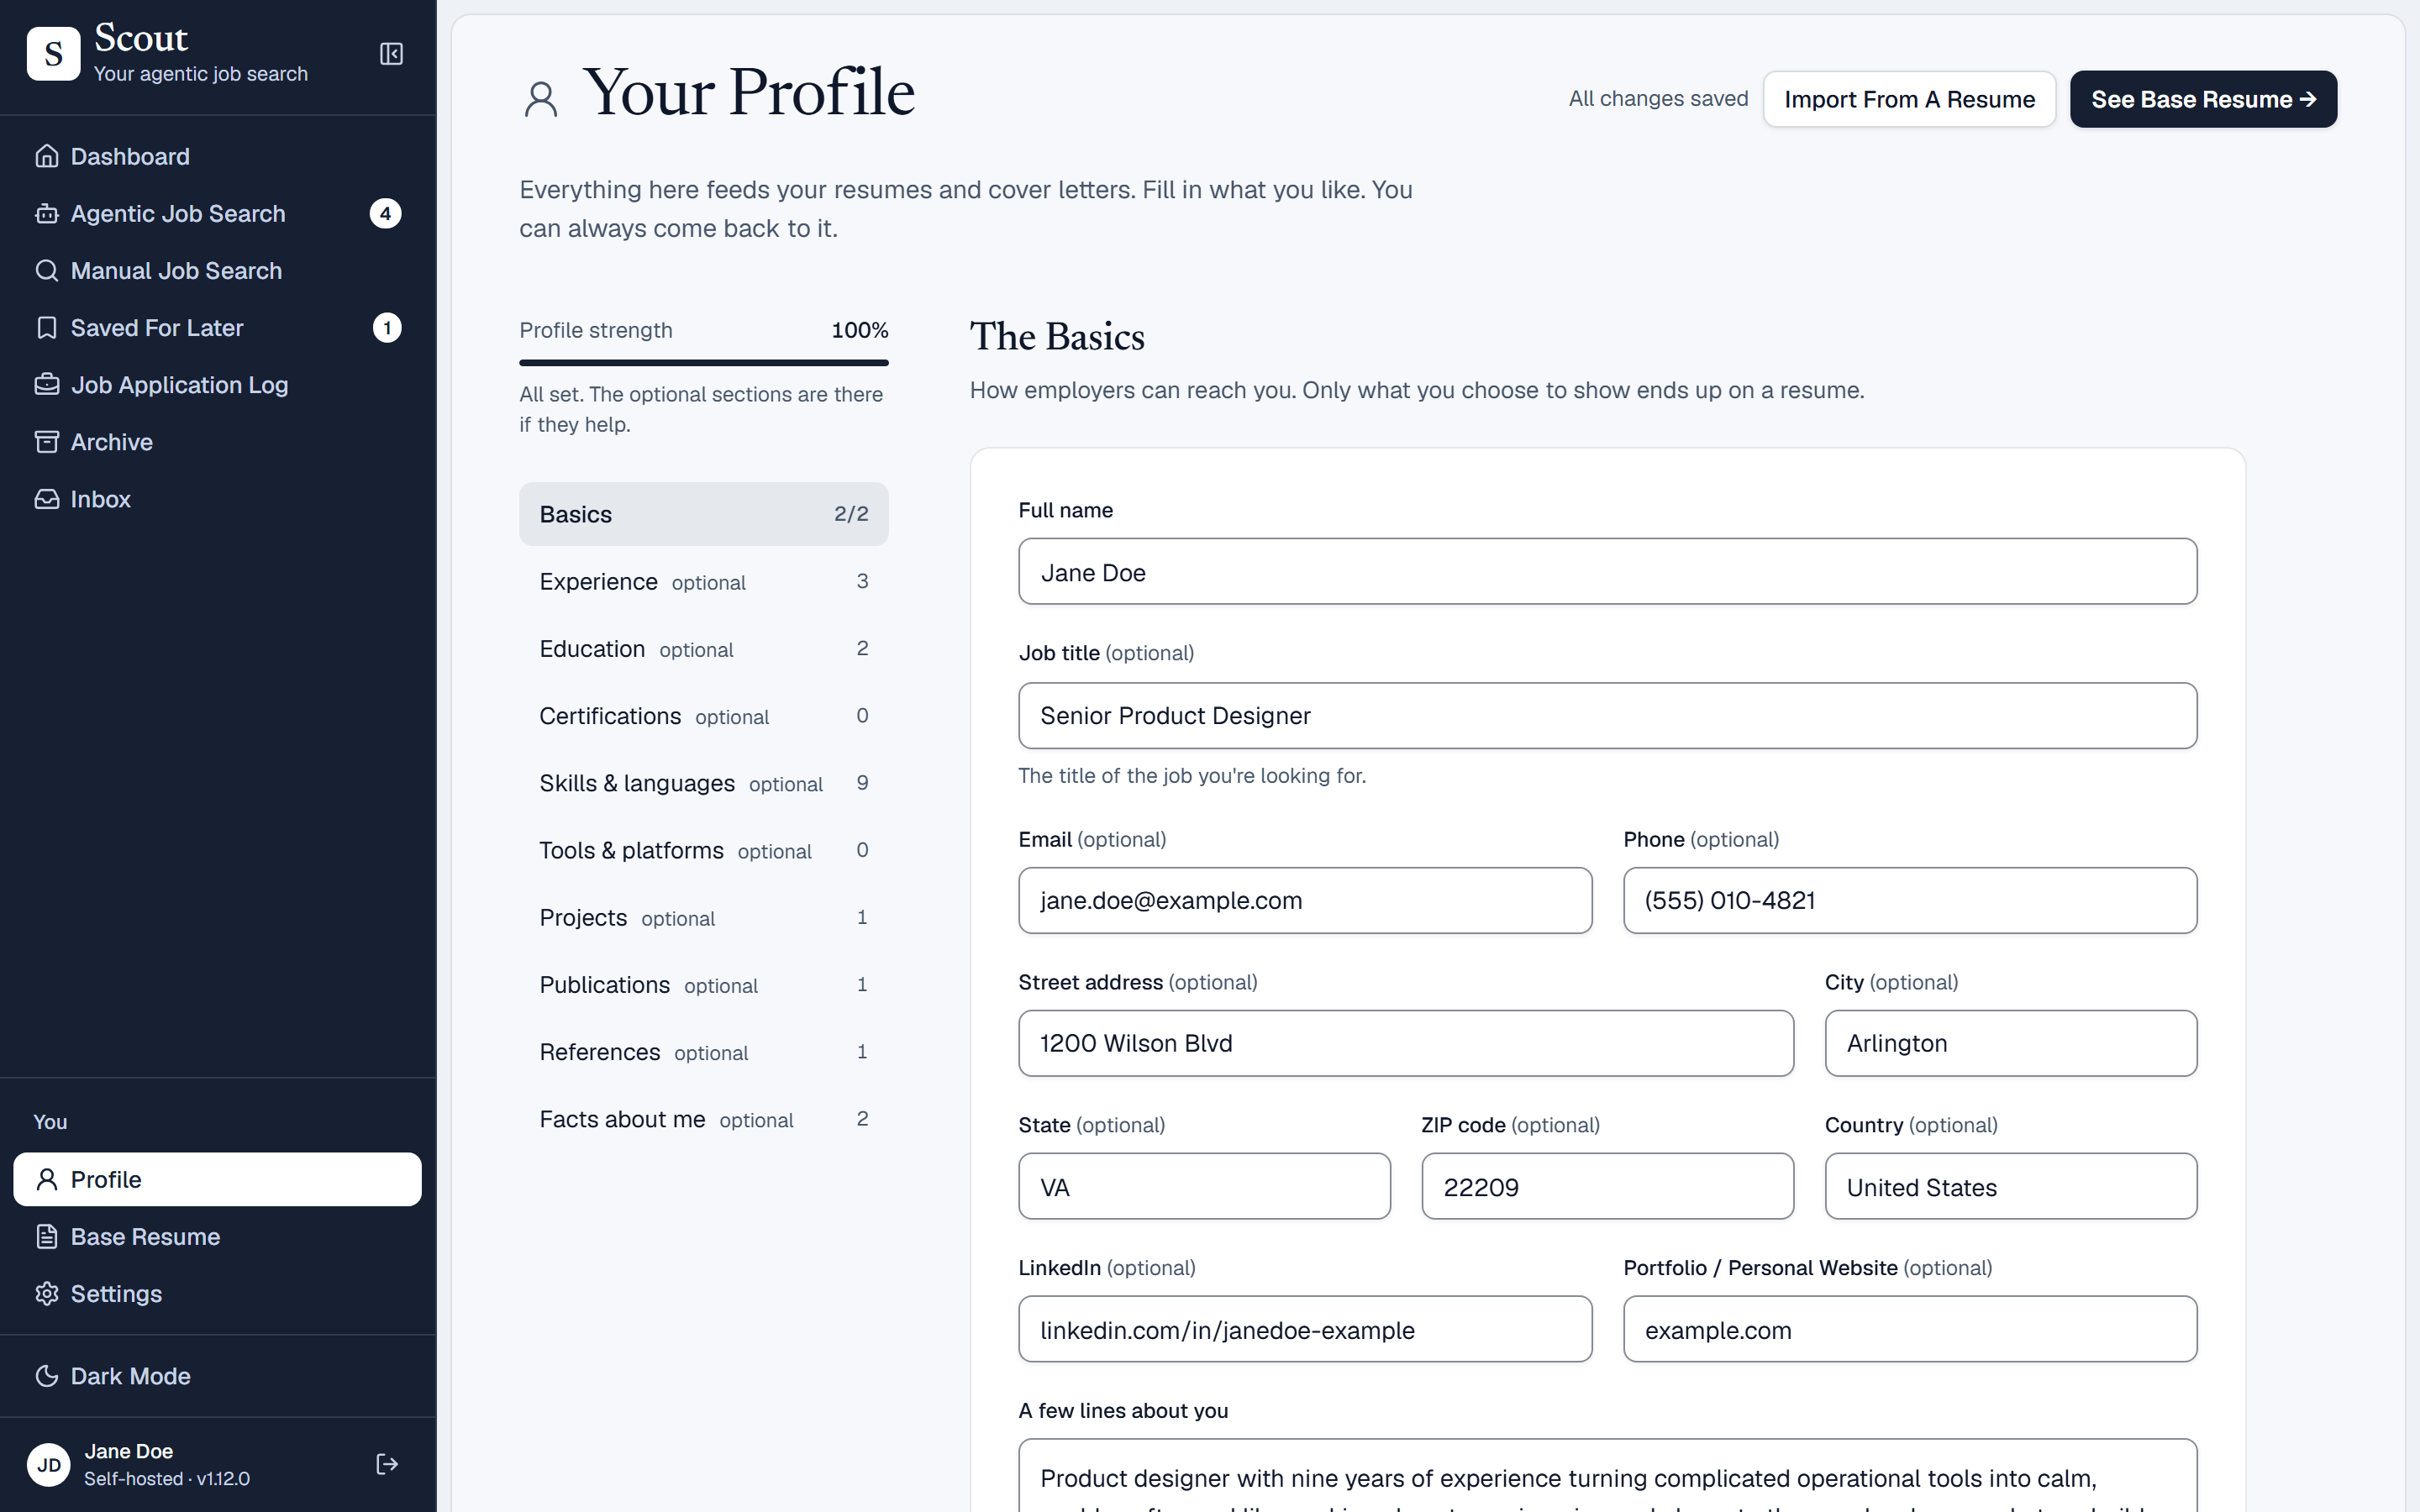 S
Scout
Your agentic job search
Dashboard
Agentic Job Search 4
Manual Job Search
Saved For Later 1
Job Application Log
Archive
Inbox
You
Profile
Base Resume
Settings
Dark Mode
JD
Jane Doe
Self-hosted · v1.12.0
Your Profile
All changes saved
Import From A Resume
See Base Resume →
Everything here feeds your resumes and cover letters. Fill in what you like. You
can always come back to it.
Profile strength 100%
All set. The optional sections are there
if they help.
Basics 2/2
Experience optional 3
Education optional 2
Certifications optional 0
Skills & languages optional 9
Tools & platforms optional 0
Projects optional 1
Publications optional 1
References optional 1
Facts about me optional 2
The Basics
How employers can reach you. Only what you choose to show ends up on a resume.
Full name
Jane Doe
Job title (optional)
Senior Product Designer
The title of the job you're looking for.
Email (optional) Phone (optional)
jane.doe@example.com (555) 010-4821
Street address (optional) City (optional)
1200 Wilson Blvd Arlington
State (optional) ZIP code (optional) Country (optional)
VA 22209 United States
LinkedIn (optional) Portfolio / Personal Website (optional)
linkedin.com/in/janedoe-example example.com
A few lines about you
Product designer with nine years of experience turning complicated operational tools into calm,